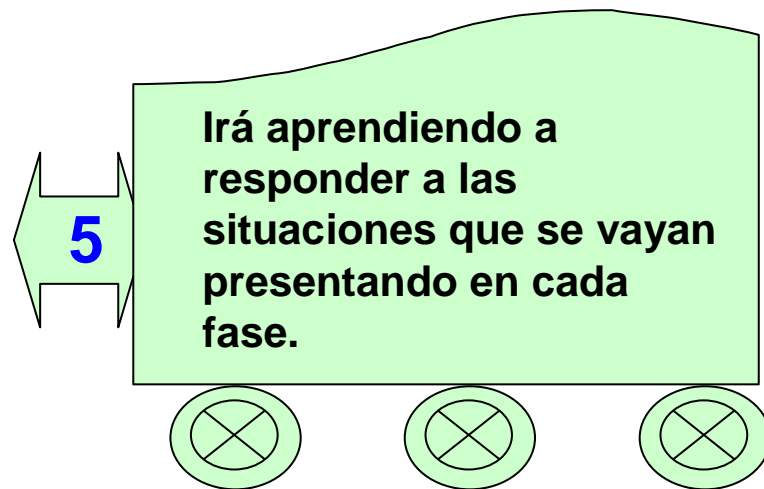 5
Irá aprendiendo a
responder a las
situaciones que se vayan
presentando en cada
fase.